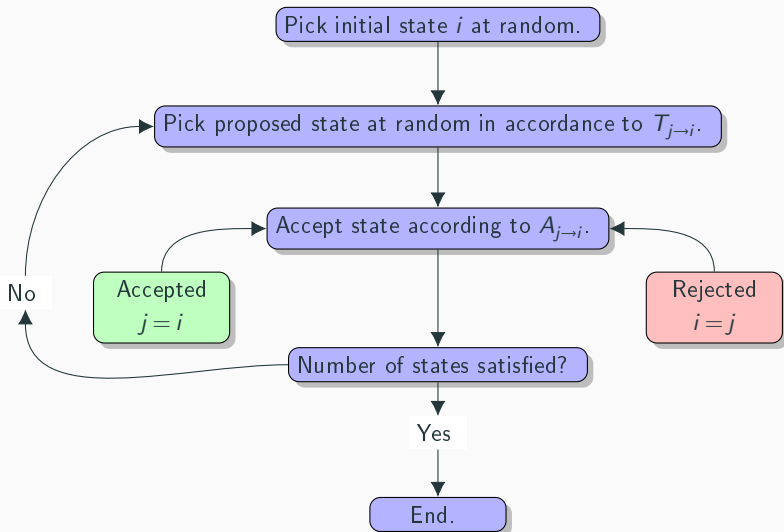 Pick initial state i at random.
Pick proposed state at random in accordance to T_{j→i}.
Accept state according to A_{j→i}.
Accepted
j = i
Rejected
i = j
No
Number of states satisfied?
Yes
End.